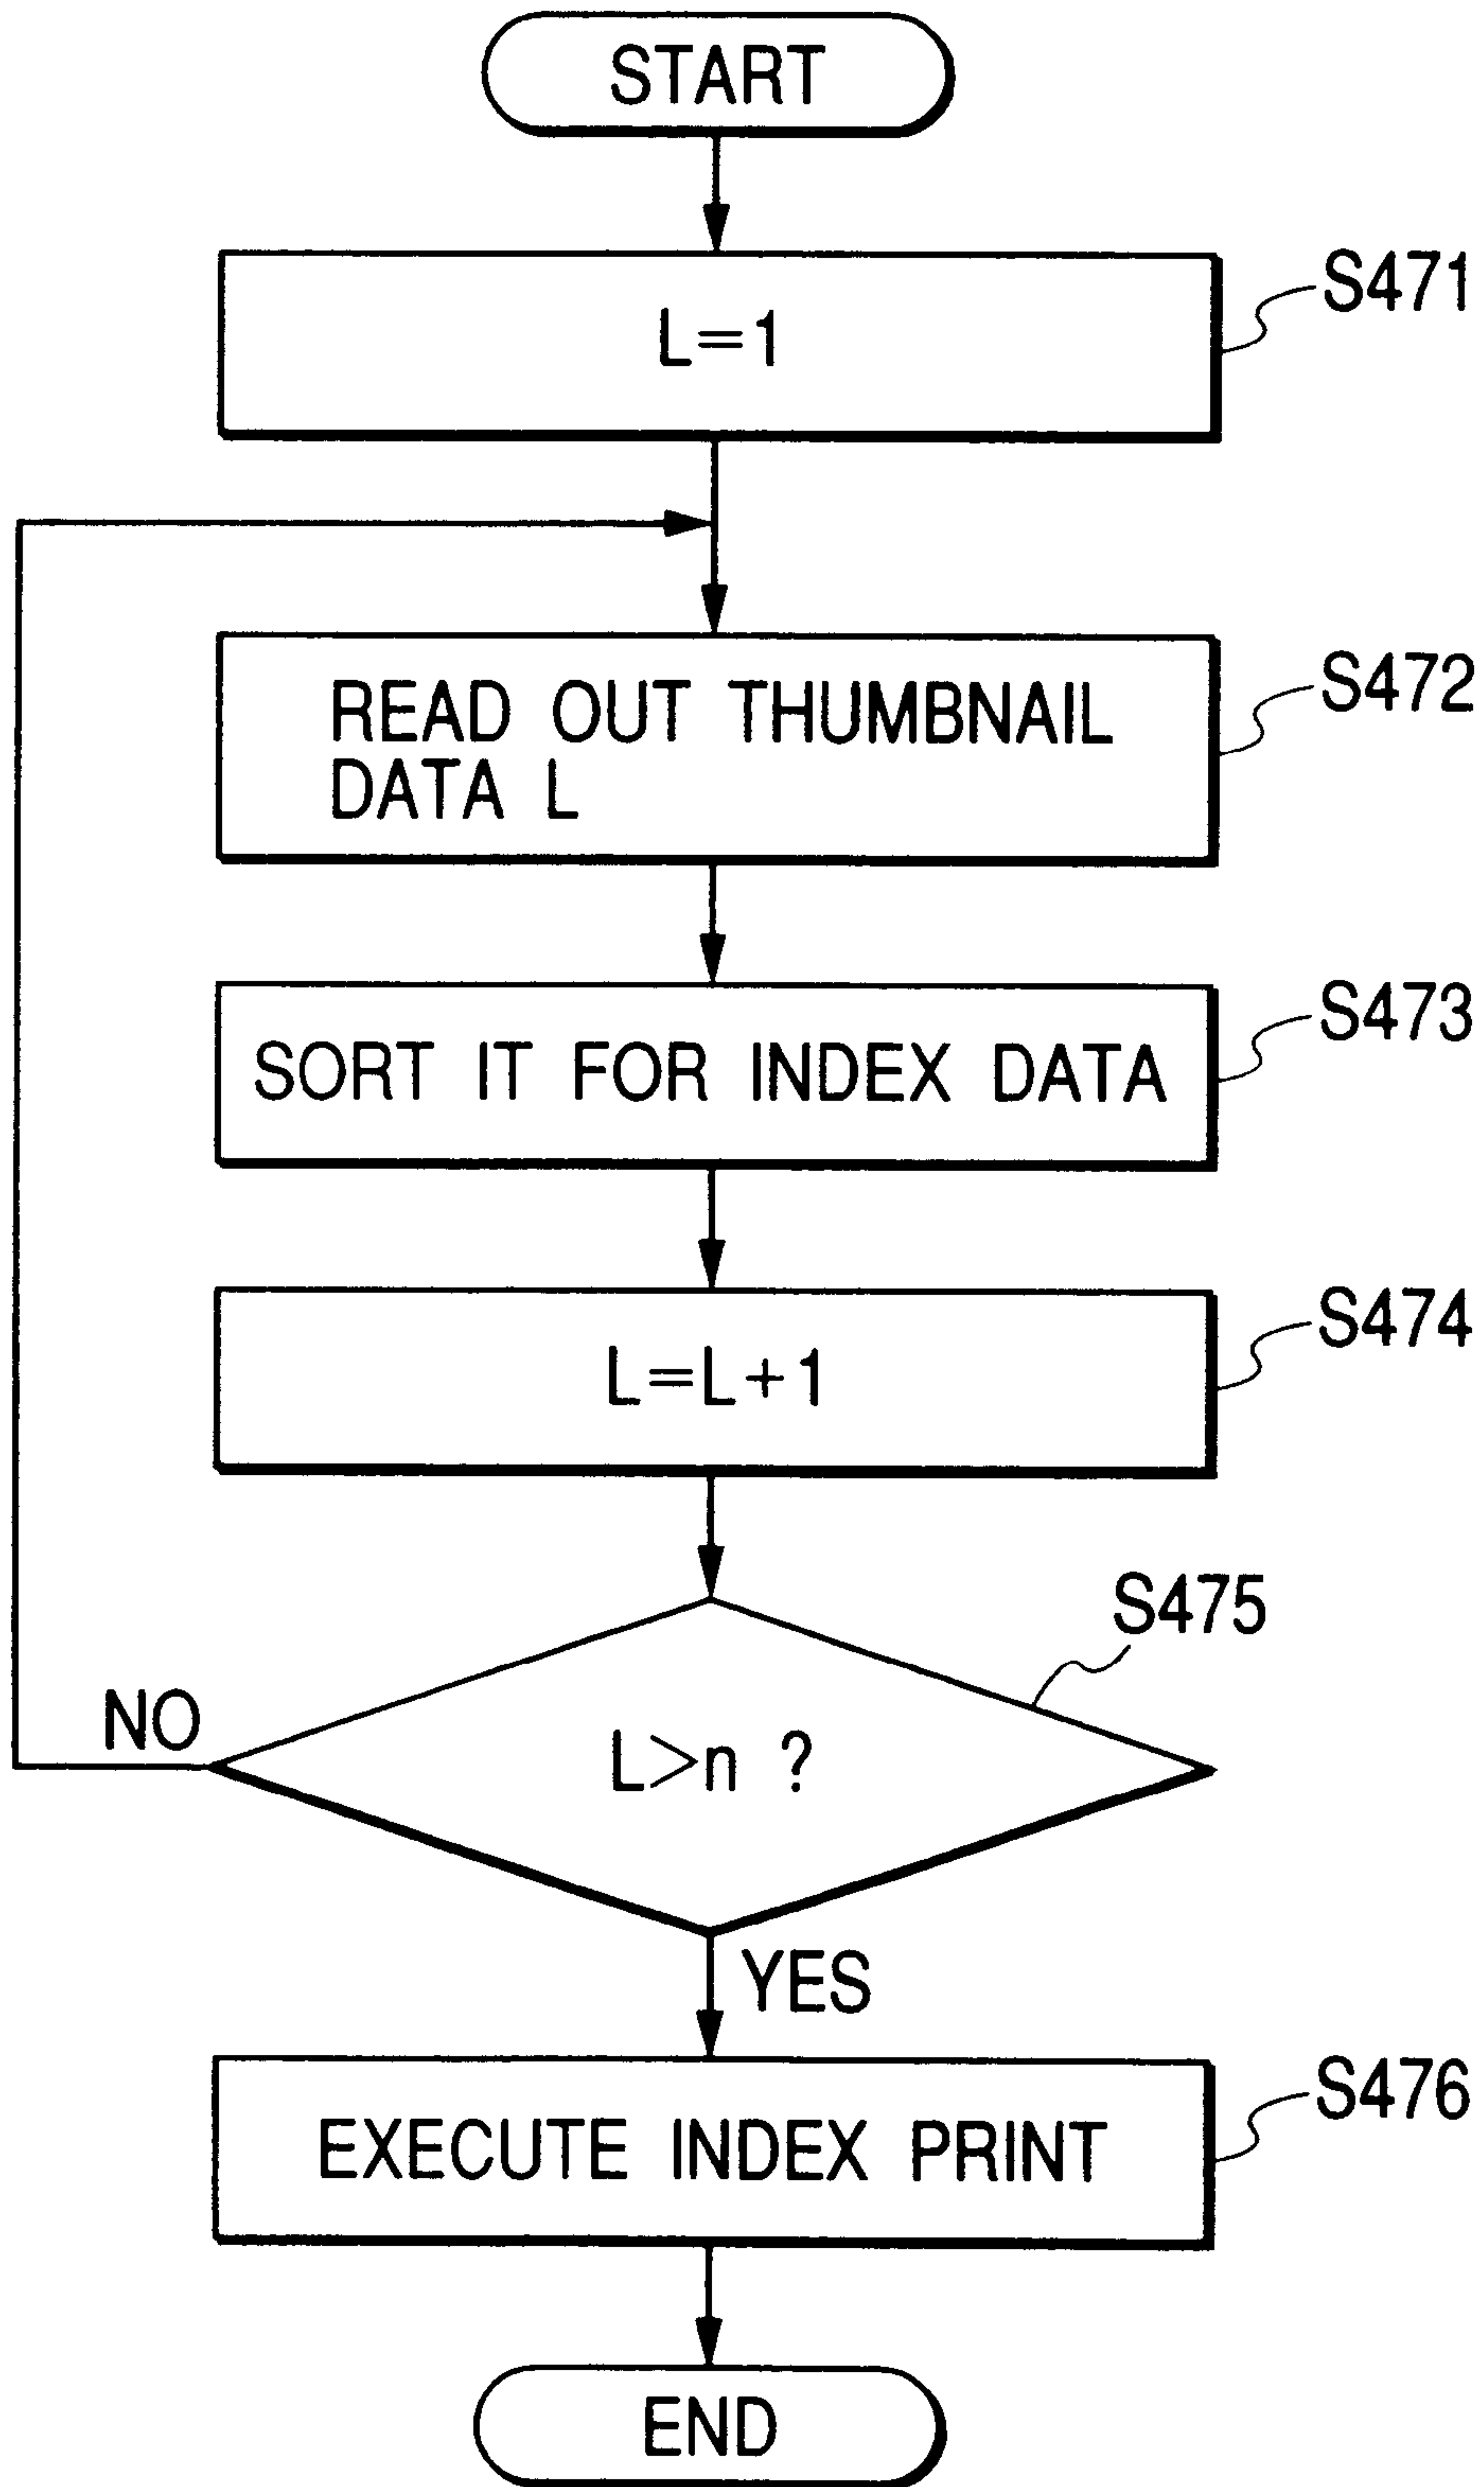 START
L=1
S471
READ OUT THUMBNAIL
DATA L
S472
SORT IT FOR INDEX DATA
S473
L=L+1
S474
S475
NO
L>n ?
YES
EXECUTE INDEX PRINT
S476
END